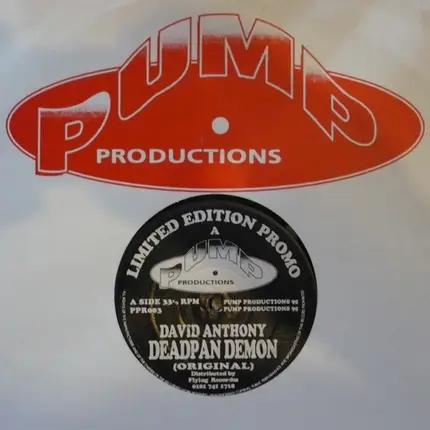 PUMP
PRODUCTIONS
LIMITED EDITION PROMO
A
PUMP
PRODUCTIONS
A SIDE 33⅓ RPM
PPR003
PUMP PRODUCTIONS 95
PUMP PRODUCTIONS 95
DAViD ANTHONY
DEADPAN DEMON
(ORIGINAL)
Distributed by
Flying Records
0181 741 1718